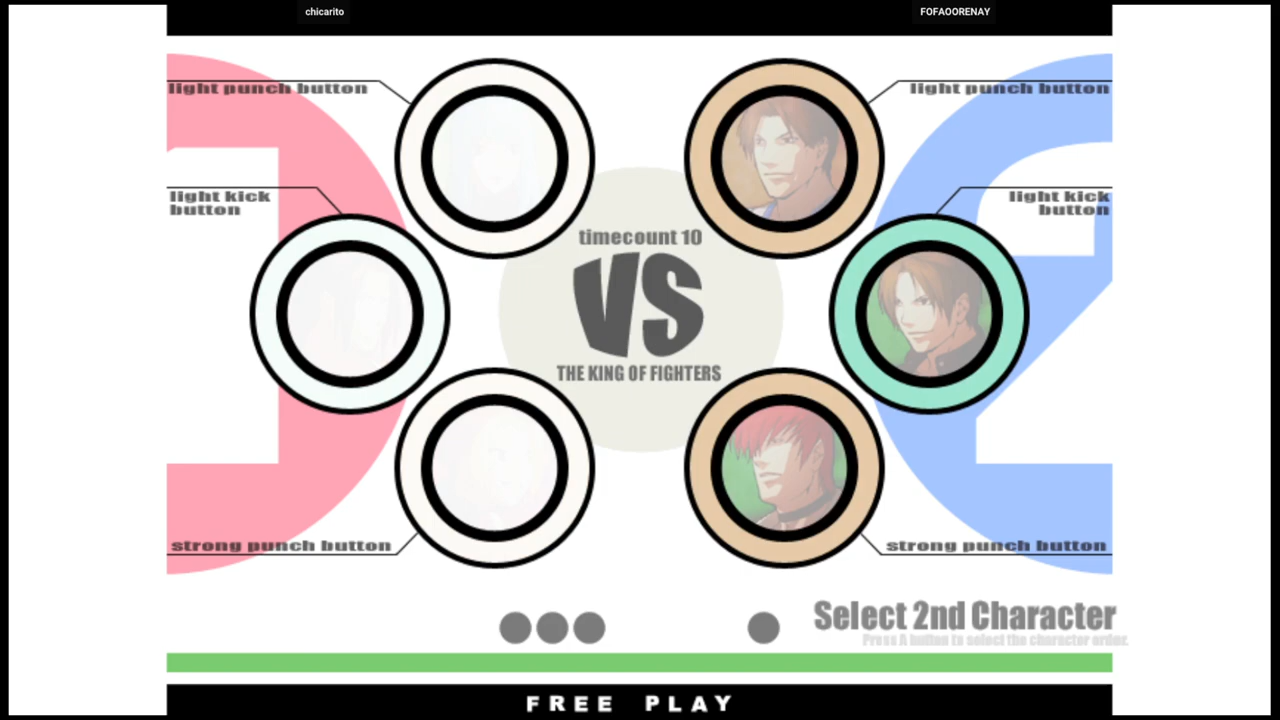 chicarito
FOFAOORENAY
light punch button
light punch button
light kick
button
light kick
button
timecount 10
VS
THE KING OF FIGHTERS
1
2
strong punch button
strong punch button
Select 2nd Character
Press A button to select the character order.
FREE PLAY